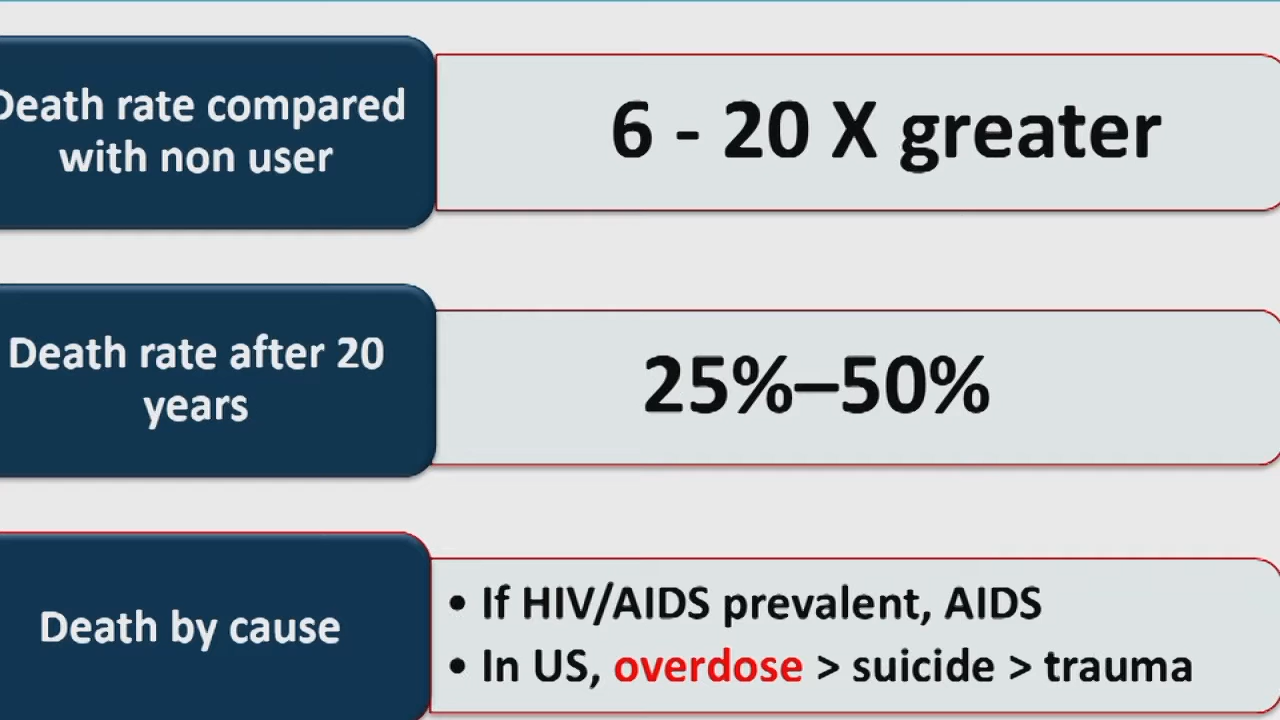 Death rate compared
with non user
6 - 20 X greater
Death rate after 20
years
25%–50%
Death by cause
• If HIV/AIDS prevalent, AIDS
• In US, overdose > suicide > trauma